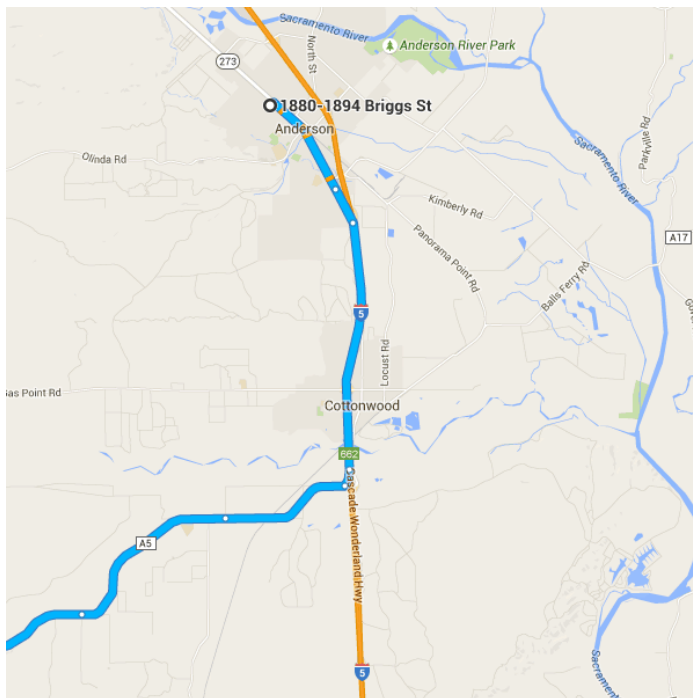 Sacramento River
North St
Anderson River Park
273
1880-1894 Briggs St
Anderson
Olinda Rd
Sacramento River
Parkville Rd
Kimberly Rd
A17
Panorama Point Rd
Balls Ferry Rd
5
Locust Rd
Gas Point Rd
Cottonwood
662
Cascade Wonderland Hwy
A5
5